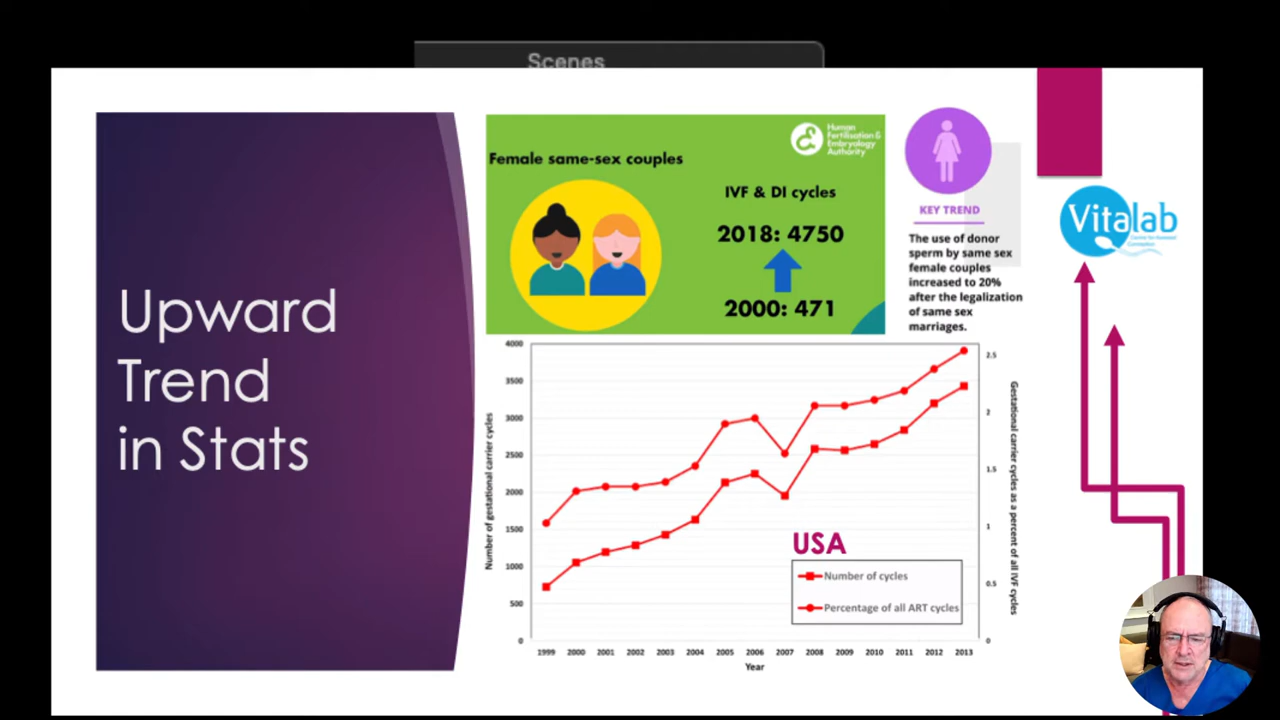 Scenes
Upward
Trend
in Stats
Female same-sex couples
Human
Fertilisation &
Embryology
Authority
IVF & DI cycles
2018: 4750
2000: 471
KEY TREND
The use of donor
sperm by same sex
female couples
increased to 20%
after the legalization
of same sex
marriages.
Vitalab
Number of gestational carrier cycles
4000
3500
3000
2500
2000
1500
1000
500
0
2.5
2
1.5
1
0.5
0
Gestational carrier cycles as a percent of all IVF cycles
USA
Number of cycles
Percentage of all ART cycles
1999 2000 2001 2002 2003 2004 2005 2006 2007 2008 2009 2010 2011 2012 2013
Year